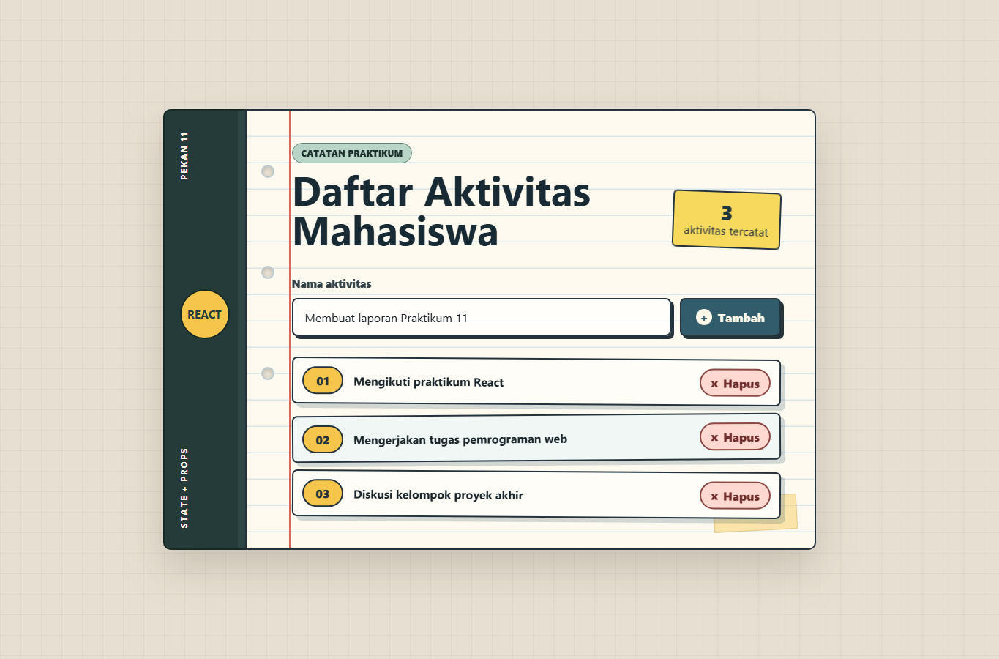 PEKAN 11
REACT
STATE + PROPS
CATATAN PRAKTIKUM
Daftar Aktivitas
Mahasiswa
3
aktivitas tercatat
Nama aktivitas
Membuat laporan Praktikum 11
+ Tambah
01 Mengikuti praktikum React x Hapus
02 Mengerjakan tugas pemrograman web x Hapus
03 Diskusi kelompok proyek akhir x Hapus